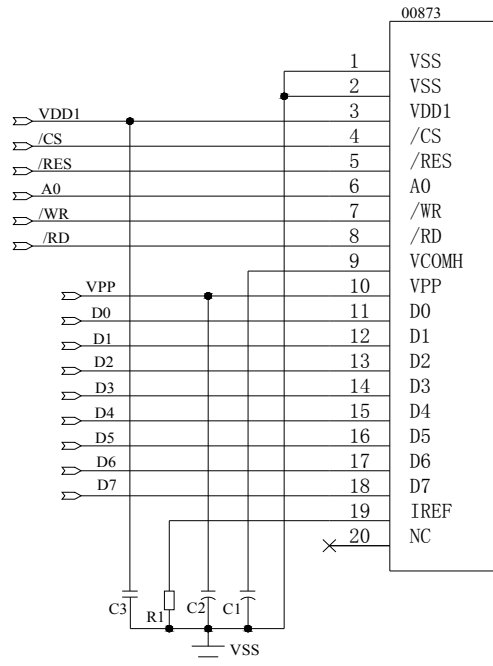 00873
1 VSS
2 VSS
VDD1 3 VDD1
/CS 4 /CS
/RES 5 /RES
A0 6 A0
/WR 7 /WR
/RD 8 /RD
9 VCOMH
VPP 10 VPP
D0 11 D0
D1 12 D1
D2 13 D2
D3 14 D3
D4 15 D4
D5 16 D5
D6 17 D6
D7 18 D7
19 IREF
20 NC
C3 R1 C2 C1
VSS